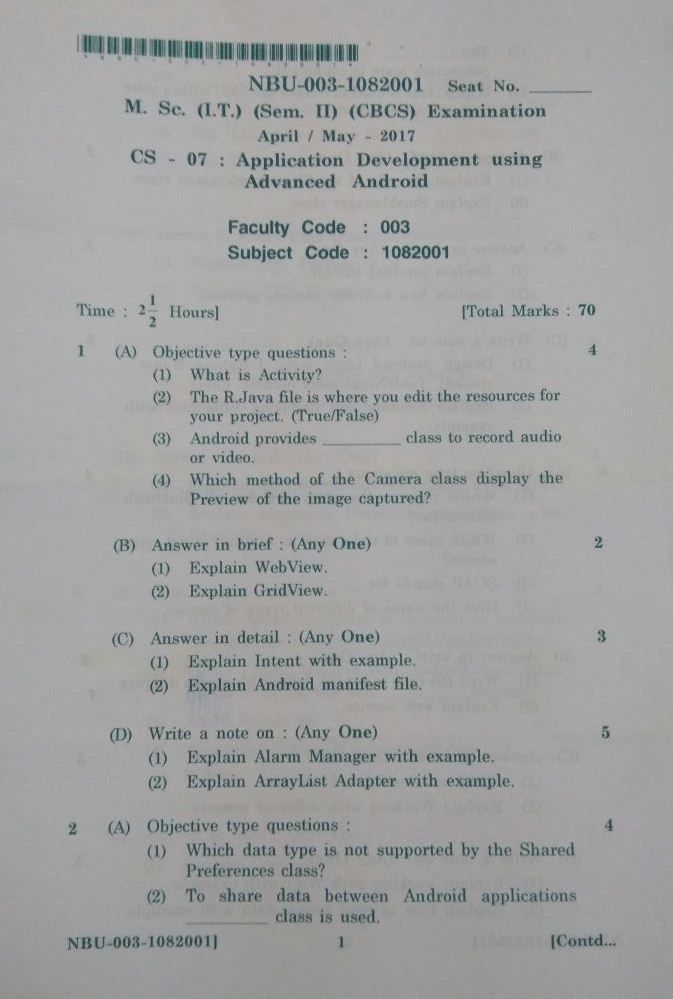 NBU-003-1082001 Seat No. ______
M. Sc. (I.T.) (Sem. II) (CBCS) Examination
April / May - 2017
CS - 07 : Application Development using
Advanced Android
Faculty Code : 003
Subject Code : 1082001
Time : 2 1/2 Hours] [Total Marks : 70
1 (A) Objective type questions : 4
(1) What is Activity?
(2) The R.Java file is where you edit the resources for
your project. (True/False)
(3) Android provides ________ class to record audio
or video.
(4) Which method of the Camera class display the
Preview of the image captured?
(B) Answer in brief : (Any One) 2
(1) Explain WebView.
(2) Explain GridView.
(C) Answer in detail : (Any One) 3
(1) Explain Intent with example.
(2) Explain Android manifest file.
(D) Write a note on : (Any One) 5
(1) Explain Alarm Manager with example.
(2) Explain ArrayList Adapter with example.
2 (A) Objective type questions : 4
(1) Which data type is not supported by the Shared
Preferences class?
(2) To share data between Android applications
________ class is used.
NBU-003-1082001] 1 [Contd...